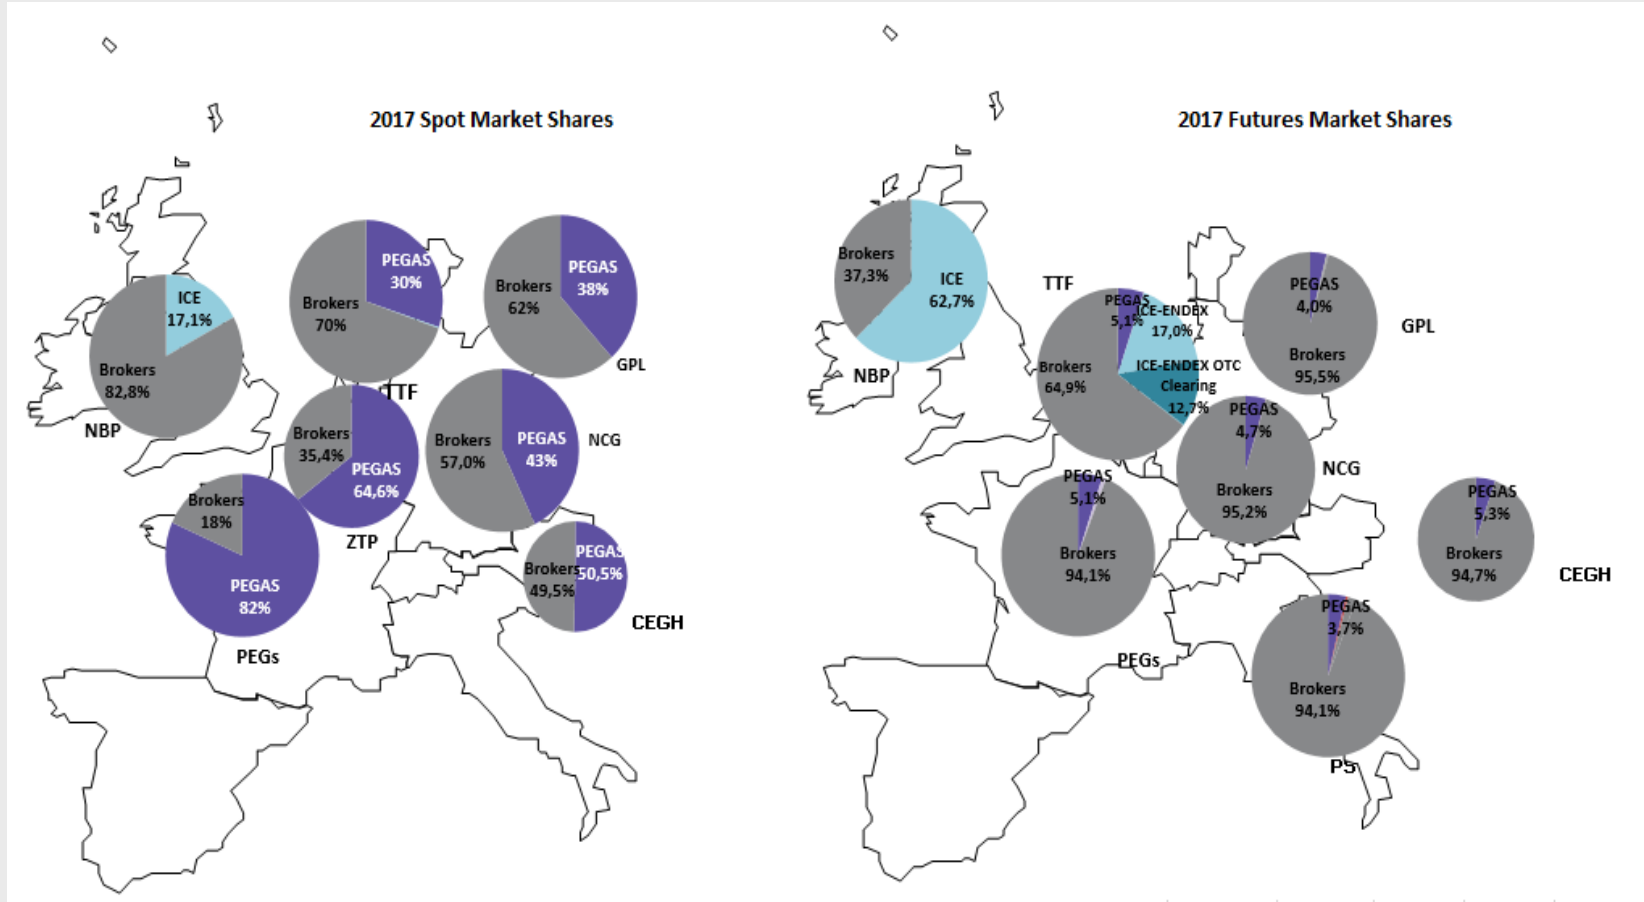 2017 Spot Market Shares
ICE
17,1%
Brokers
82,8%
NBP
PEGAS
30%
Brokers
70%
TTF
PEGAS
38%
Brokers
62%
GPL
Brokers
35,4%
PEGAS
64,6%
ZTP
Brokers
57,0%
PEGAS
43%
NCG
Brokers
18%
PEGAS
82%
PEGs
PEGAS
50,5%
Brokers
49,5%
CEGH
2017 Futures Market Shares
Brokers
37,3%
ICE
62,7%
NBP
TTF
PEGAS
5,1%
ICE-ENDEX
17,0%
Brokers
64,9%
ICE-ENDEX OTC
Clearing
12,7%
PEGAS
4,0%
Brokers
95,5%
GPL
PEGAS
4,7%
Brokers
95,2%
NCG
PEGAS
5,1%
Brokers
94,1%
PEGs
PEGAS
5,3%
Brokers
94,7%
CEGH
PEGAS
3,7%
Brokers
94,1%
PS